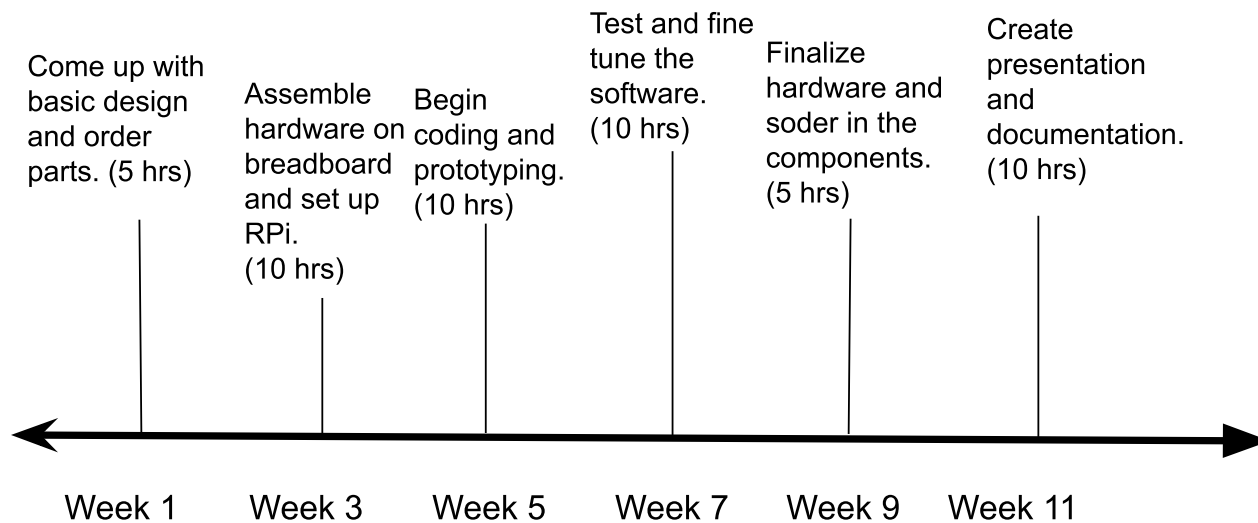 Come up with
basic design
and order
parts. (5 hrs)
Assemble
hardware on
breadboard
and set up
RPi.
(10 hrs)
Begin
coding and
prototyping.
(10 hrs)
Test and fine
tune the
software.
(10 hrs)
Finalize
hardware and
soder in the
components.
(5 hrs)
Create
presentation
and
documentation.
(10 hrs)
Week 1
Week 3
Week 5
Week 7
Week 9
Week 11